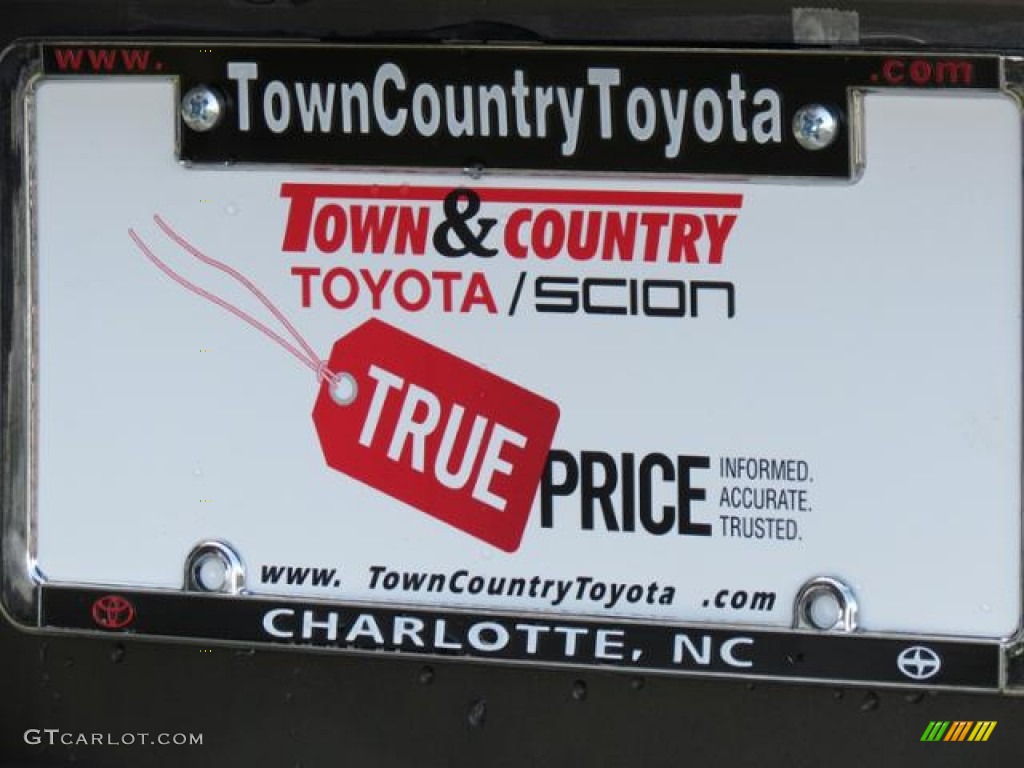 www. TownCountryToyota .com
TOWN & COUNTRY
TOYOTA / SCION
TRUE PRICE
INFORMED.
ACCURATE.
TRUSTED.
www. TownCountryToyota .com
CHARLOTTE, NC
GTCARLOT.COM